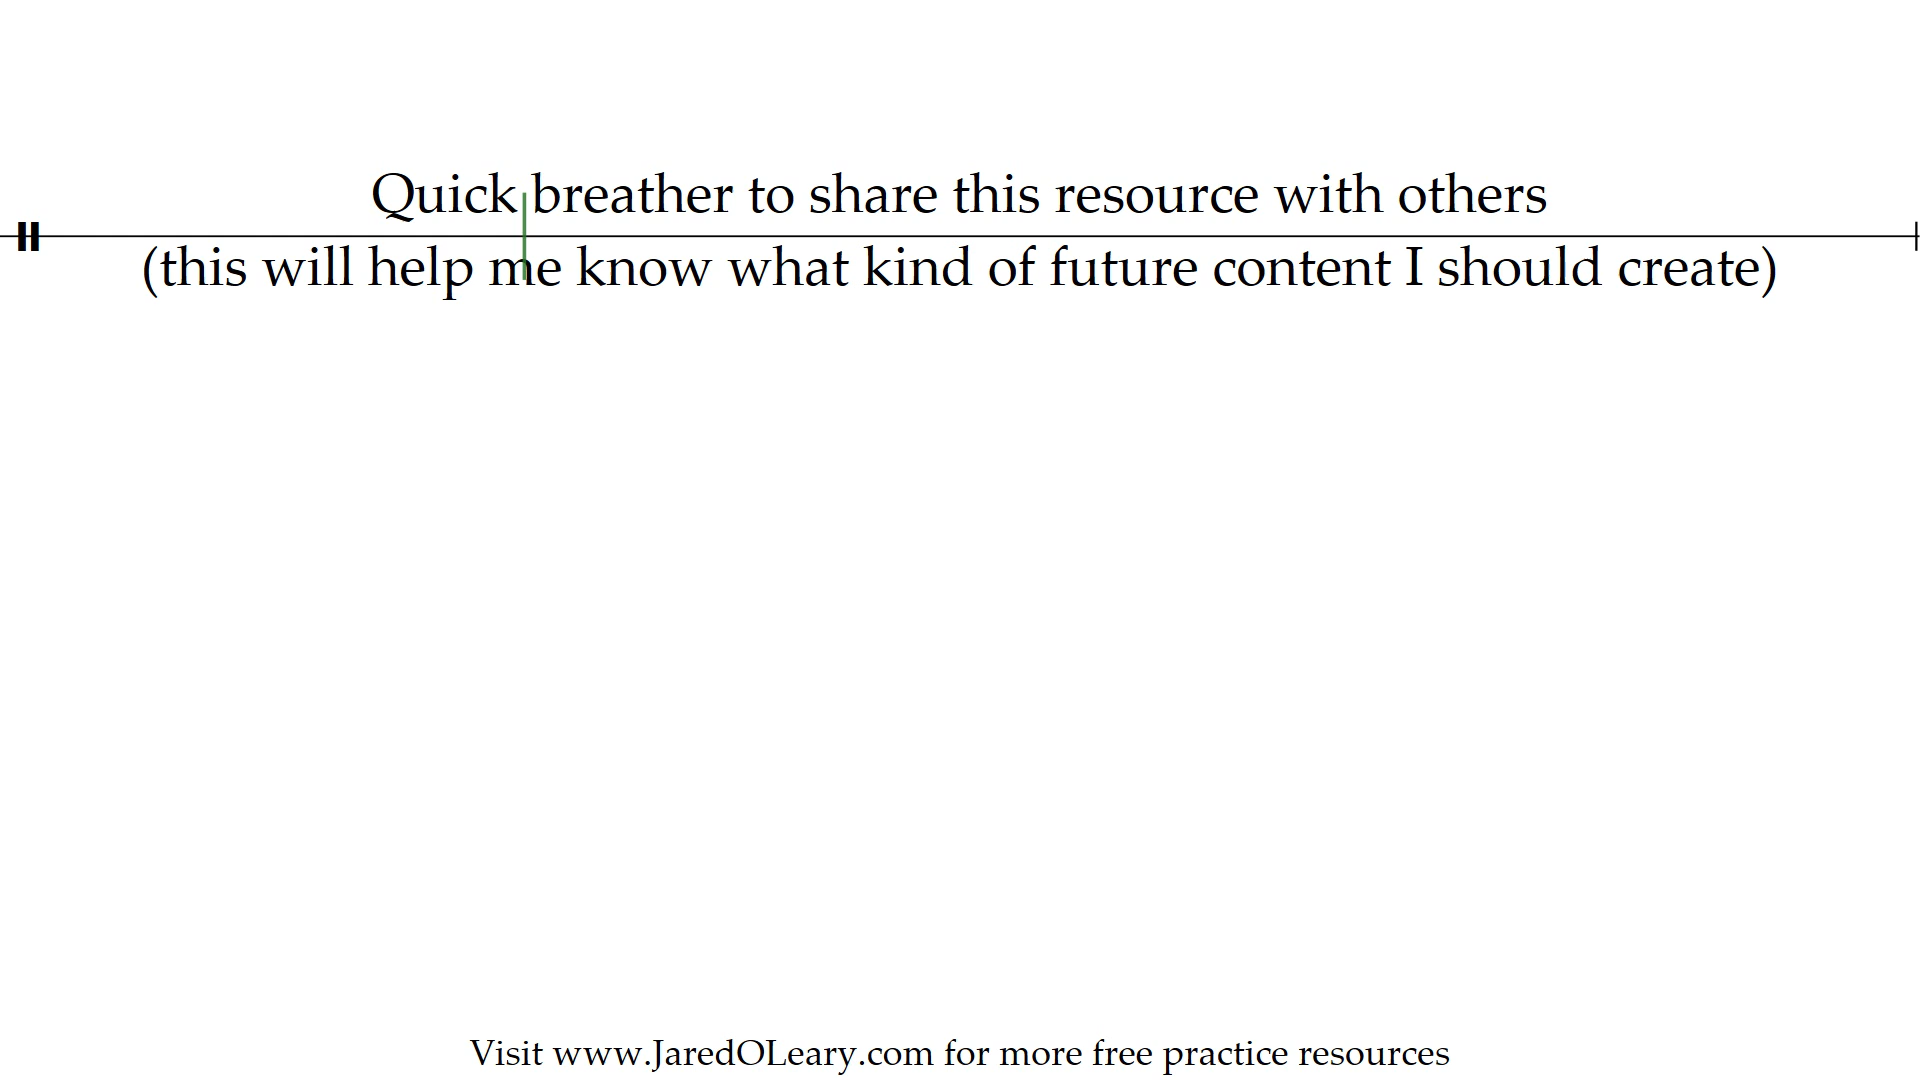 Quick breather to share this resource with others
(this will help me know what kind of future content I should create)
Visit www.JaredOLeary.com for more free practice resources